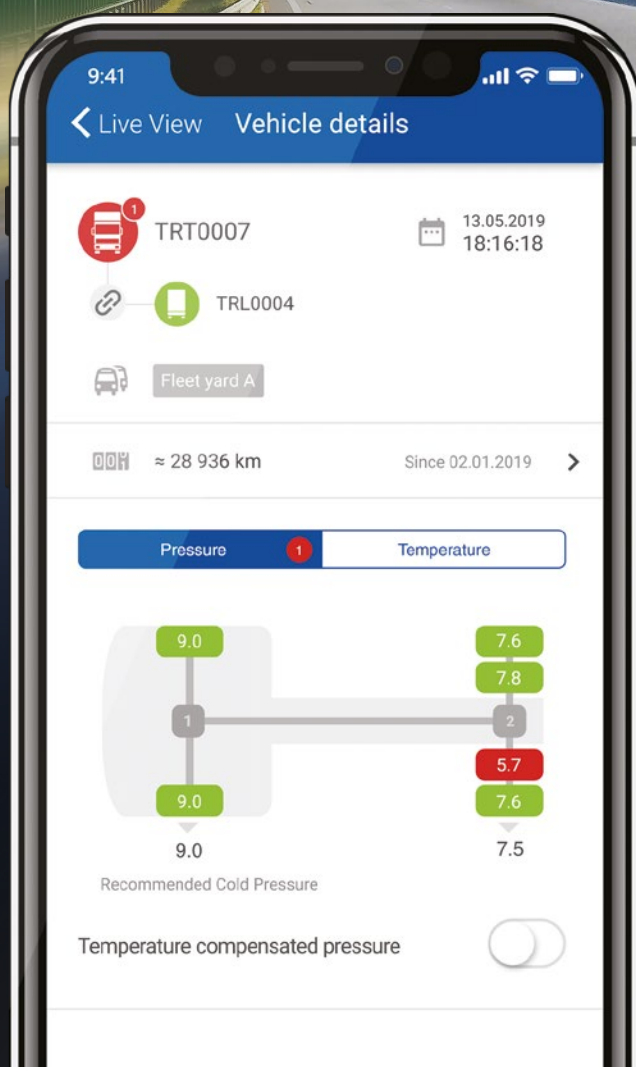 9:41
Live View Vehicle details
1
TRT0007
13.05.2019
18:16:18
TRL0004
Fleet yard A
001
≈ 28 936 km
Since 02.01.2019
Pressure 1 Temperature
9.0 7.6
7.8
1 2
5.7
9.0 7.6
9.0 7.5
Recommended Cold Pressure
Temperature compensated pressure